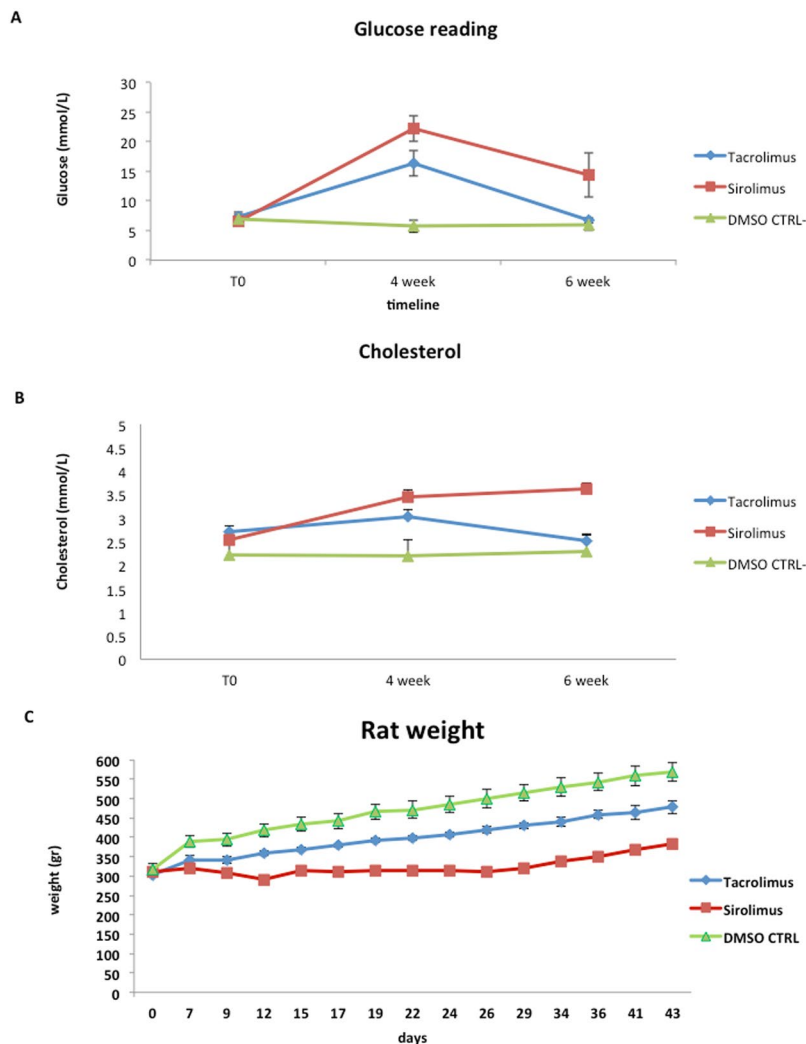 A
Glucose reading
Glucose (mmol/L)
30
25
20
15
10
5
0
T0 4 week 6 week
timeline
Tacrolimus
Sirolimus
DMSO CTRL-
Cholesterol
B
Cholesterol (mmol/L)
5
4.5
4
3.5
3
2.5
2
1.5
1
0.5
0
T0 4 week 6 week
Tacrolimus
Sirolimus
DMSO CTRL-
C
Rat weight
weight (gr)
600
550
500
450
400
350
300
250
200
150
100
50
0
0 7 9 12 15 17 19 22 24 26 29 34 36 41 43
days
Tacrolimus
Sirolimus
DMSO CTRL